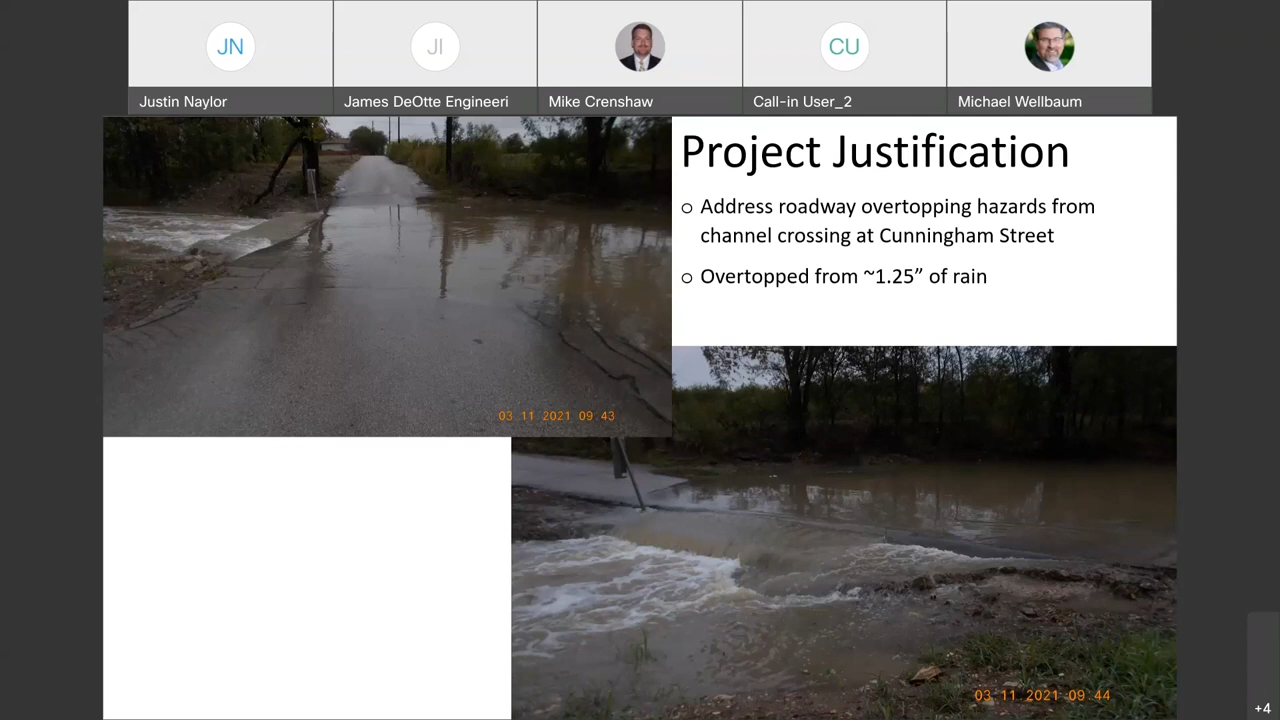 JN
JI
CU
Justin Naylor
James DeOtte Engineeri
Mike Crenshaw
Call-in User_2
Michael Wellbaum
Project Justification
○ Address roadway overtopping hazards from
channel crossing at Cunningham Street
○ Overtopped from ~1.25” of rain
03 11 2021 09:43
03 11 2021 09:44
+4